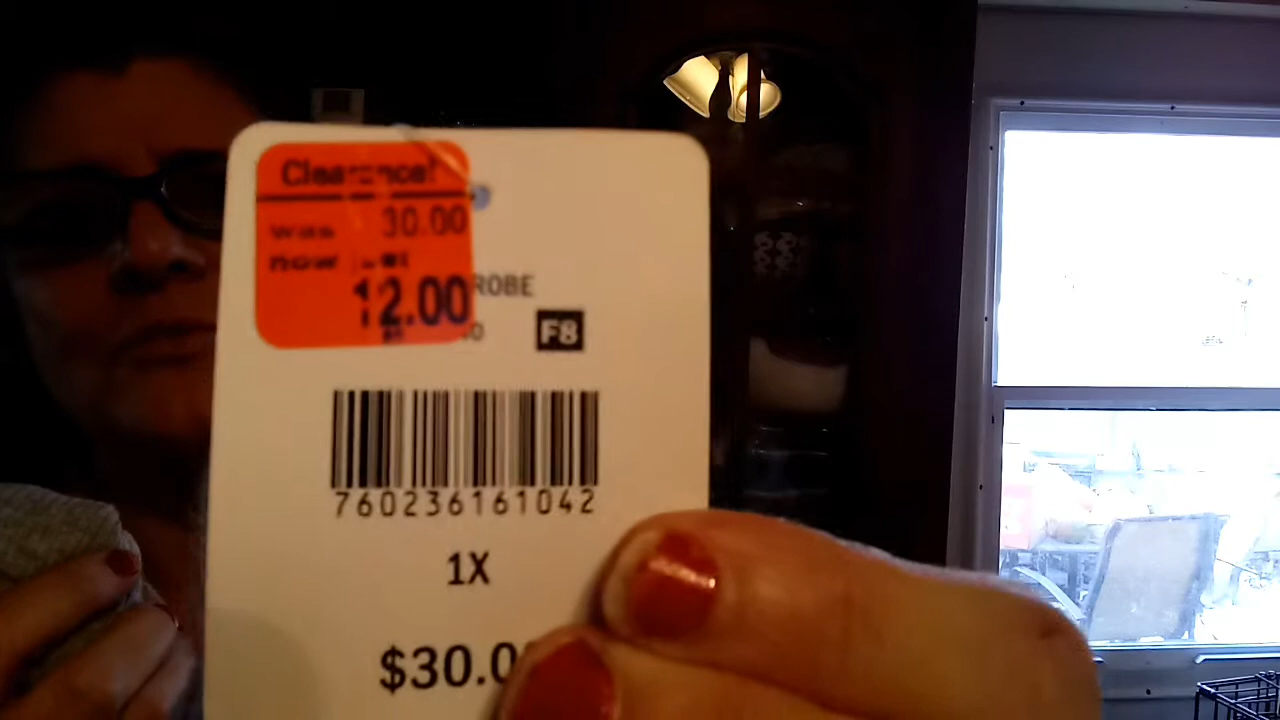 Clearance!
was 30.00
now
12.00
ROBE
F8
760236161042
1X
$30.0